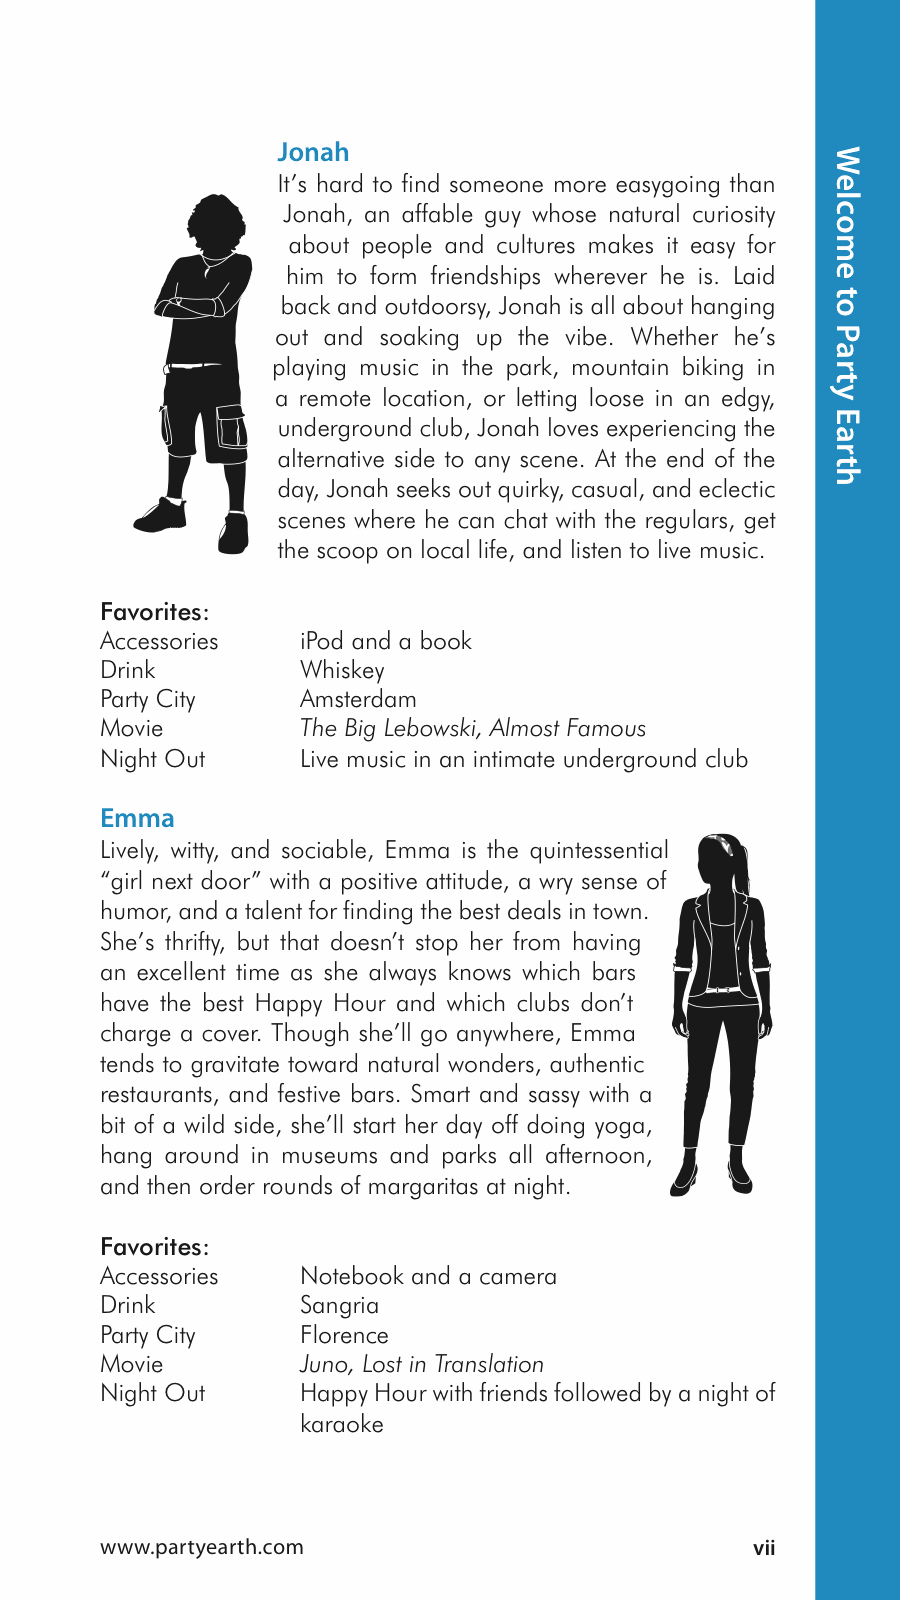 Jonah
It’s hard to find someone more easygoing than
Jonah, an affable guy whose natural curiosity
about people and cultures makes it easy for
him to form friendships wherever he is. Laid
back and outdoorsy, Jonah is all about hanging
out and soaking up the vibe. Whether he’s
playing music in the park, mountain biking in
a remote location, or letting loose in an edgy,
underground club, Jonah loves experiencing the
alternative side to any scene. At the end of the
day, Jonah seeks out quirky, casual, and eclectic
scenes where he can chat with the regulars, get
the scoop on local life, and listen to live music.
Favorites:
Accessories iPod and a book
Drink Whiskey
Party City Amsterdam
Movie The Big Lebowski, Almost Famous
Night Out Live music in an intimate underground club
Emma
Lively, witty, and sociable, Emma is the quintessential
“girl next door” with a positive attitude, a wry sense of
humor, and a talent for finding the best deals in town.
She’s thrifty, but that doesn’t stop her from having
an excellent time as she always knows which bars
have the best Happy Hour and which clubs don’t
charge a cover. Though she’ll go anywhere, Emma
tends to gravitate toward natural wonders, authentic
restaurants, and festive bars. Smart and sassy with a
bit of a wild side, she’ll start her day off doing yoga,
hang around in museums and parks all afternoon,
and then order rounds of margaritas at night.
Favorites:
Accessories Notebook and a camera
Drink Sangria
Party City Florence
Movie Juno, Lost in Translation
Night Out Happy Hour with friends followed by a night of
karaoke
www.partyearth.com vii
Welcome to Party Earth